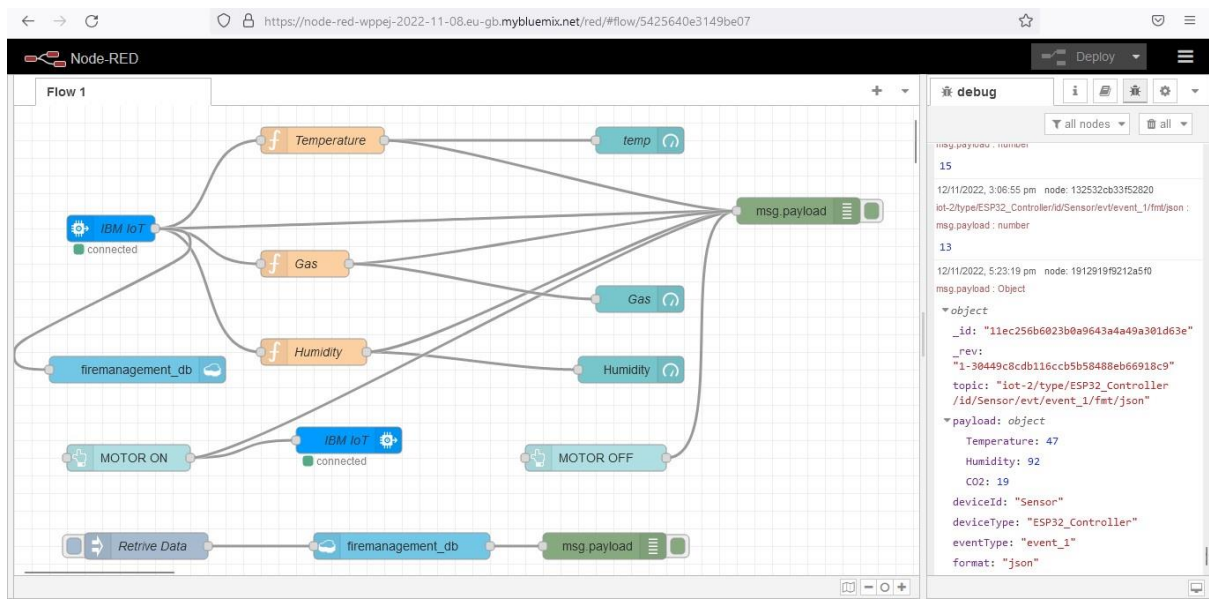 https://node-red-wppej-2022-11-08.eu-gb.mybluemix.net/red/#flow/5425640e3149be07
Node-RED
Deploy
Flow 1
Temperature
temp
msg.payload
IBM IoT
connected
Gas
Gas
Humidity
firemanagement_db
Humidity
IBM IoT
MOTOR ON
MOTOR OFF
connected
Retrive Data
firemanagement_db
msg.payload
debug
i
all nodes
all
msg.payload : number
15
12/11/2022, 3:06:55 pm node: 132532cb33f52820
iot-2/type/ESP32_Controller/id/Sensor/evt/event_1/fmt/json :
msg.payload : number
13
12/11/2022, 5:23:19 pm node: 1912919f9212a5f0
msg.payload : Object
object
_id: "11ec256b6023b0a9643a4a49a301d63e"
_rev:
"1-30449c8cdb116ccb5b58488eb66918c9"
topic: "iot-2/type/ESP32_Controller
/id/Sensor/evt/event_1/fmt/json"
payload: object
Temperature: 47
Humidity: 92
CO2: 19
deviceId: "Sensor"
deviceType: "ESP32_Controller"
eventType: "event_1"
format: "json"